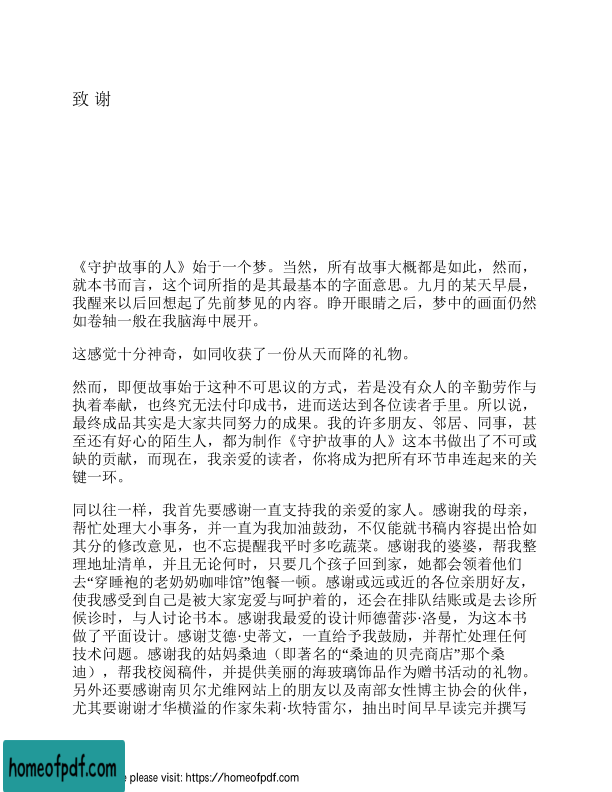 致 谢
《守护故事的人》始于一个梦。当然，所有故事大概都是如此，然而，
就本书而言，这个词所指的是其最基本的字面意思。九月的某天早晨，
我醒来以后回想起了先前梦见的内容。睁开眼睛之后，梦中的画面仍然
如卷轴一般在我脑海中展开。
这感觉十分神奇，如同收获了一份从天而降的礼物。
然而，即便故事始于这种不可思议的方式，若是没有众人的辛勤劳作与
执着奉献，也终究无法付印成书，进而送达到各位读者手里。所以说，
最终成品其实是大家共同努力的成果。我的许多朋友、邻居、同事，甚
至还有好心的陌生人，都为制作《守护故事的人》这本书做出了不可或
缺的贡献，而现在，我亲爱的读者，你将成为把所有环节串连起来的关
键一环。
同以往一样，我首先要感谢一直支持我的亲爱的家人。感谢我的母亲，
帮忙处理大小事务，并一直为我加油鼓劲，不仅能就书稿内容提出恰如
其分的修改意见，也不忘提醒我平时多吃蔬菜。感谢我的婆婆，帮我整
理地址清单，并且无论何时，只要几个孩子回到家，她都会领着他们
去“穿睡袍的老奶奶咖啡馆”饱餐一顿。感谢或远或近的各位亲朋好友，
使我感受到自己是被大家宠爱与呵护着的，还会在排队结账或是去诊所
候诊时，与人讨论书本。感谢我最爱的设计师德蕾莎·洛曼，为这本书
做了平面设计。感谢艾德·史蒂文，一直给予我鼓励，并帮忙处理任何
技术问题。感谢我的姑妈桑迪（即著名的“桑迪的贝壳商店”那个桑
迪），帮我校阅稿件，并提供美丽的海玻璃饰品作为赠书活动的礼物。
另外还要感谢南贝尔尤维网站上的朋友以及南部女性博主协会的伙伴，
尤其要谢谢才华横溢的作家朱莉·坎特雷尔，抽出时间早早读完并撰写
homeofpdf.com
e please visit: https://homeofpdf.com